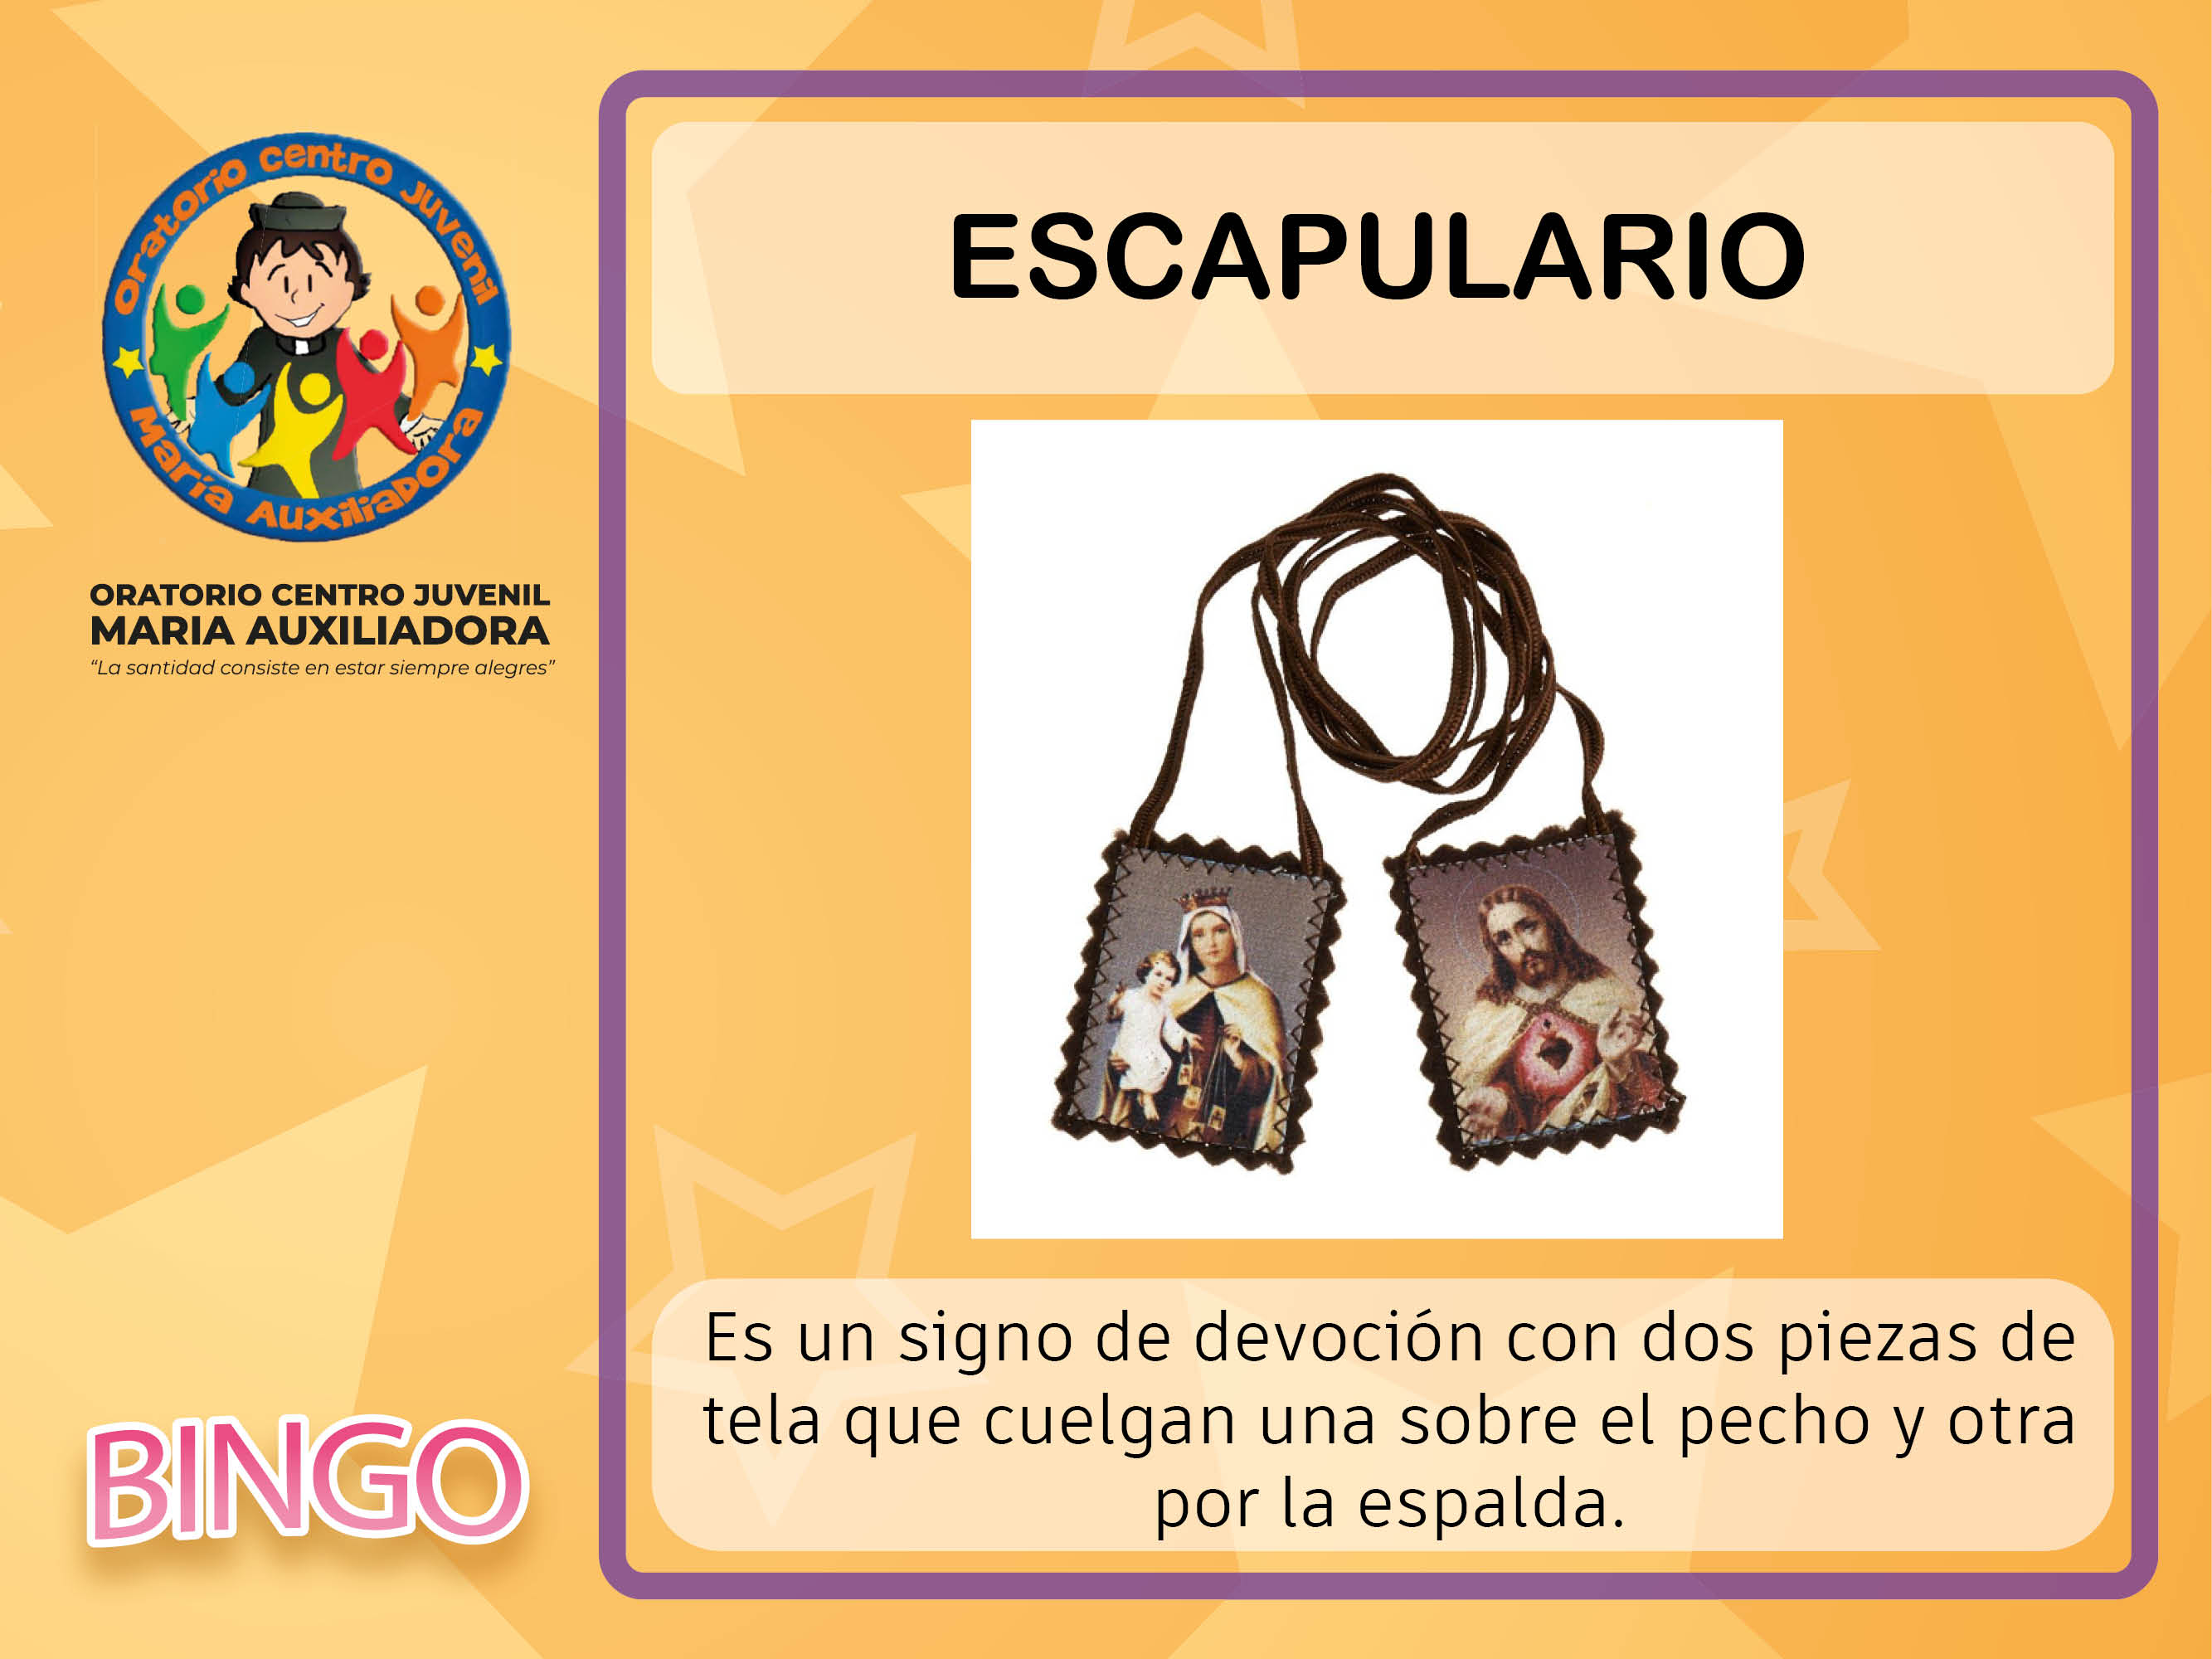 Oratorio Centro Juvenil
María Auxiliadora
ORATORIO CENTRO JUVENIL
MARIA AUXILIADORA
“La santidad consiste en estar siempre alegres”
BINGO
ESCAPULARIO
Es un signo de devoción con dos piezas de
tela que cuelgan una sobre el pecho y otra
por la espalda.